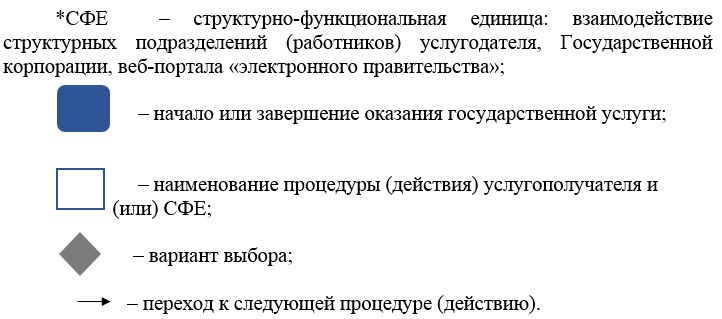 *СФЕ – структурно-функциональная единица: взаимодействие
структурных подразделений (работников) услугодателя, Государственной
корпорации, веб-портала «электронного правительства»;
– начало или завершение оказания государственной услуги;
– наименование процедуры (действия) услугополучателя и
(или) СФЕ;
– вариант выбора;
– переход к следующей процедуре (действию).